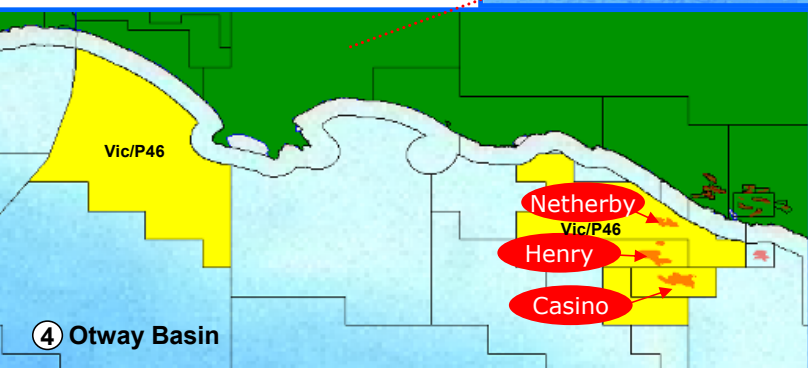 Vic/P46
Netherby
Vic/P46
Henry
Casino
4 Otway Basin